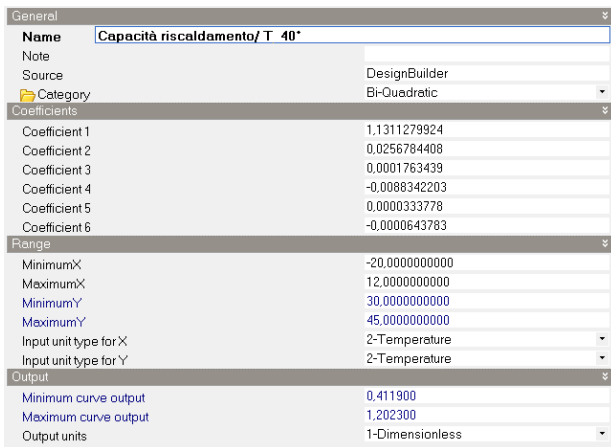 General
Name Capacità riscaldamento/ T 40°
Note
Source DesignBuilder
Category Bi-Quadratic
Coefficients
Coefficient 1 1,1311279924
Coefficient 2 0,0256784408
Coefficient 3 0,0001763439
Coefficient 4 -0,0088342203
Coefficient 5 0,0000333778
Coefficient 6 -0,0000643783
Range
MinimumX -20,0000000000
MaximumX 12,0000000000
MinimumY 30,0000000000
MaximumY 45,0000000000
Input unit type for X 2-Temperature
Input unit type for Y 2-Temperature
Output
Minimum curve output 0,411900
Maximum curve output 1,202300
Output units 1-Dimensionless